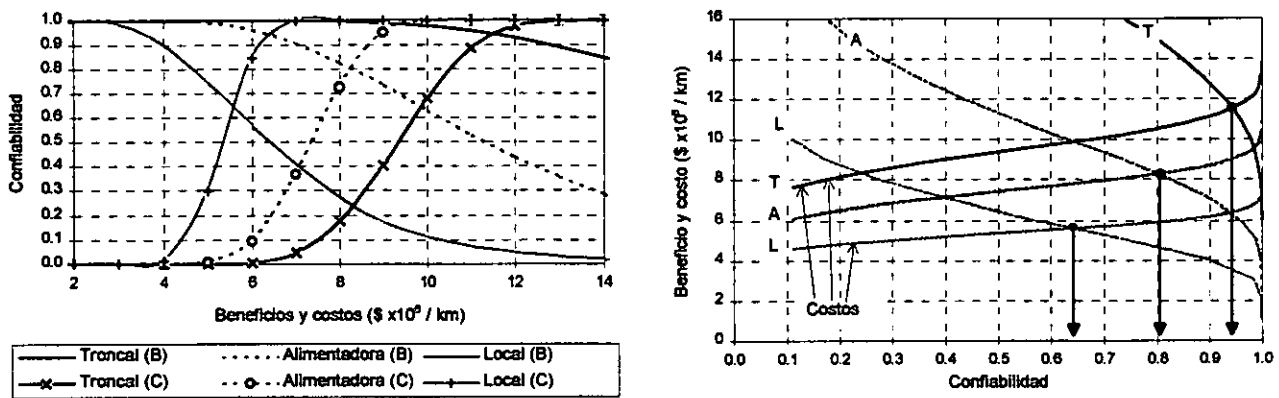 1.0
0.9
0.8
0.7
0.6
0.5
0.4
0.3
0.2
0.1
0.0
Confiabilidad
2 4 6 8 10 12 14
Beneficios y costos ($ x10⁶ / km)
Troncal (B) Alimentadora (B) Local (B)
Troncal (C) Alimentadora (C) Local (C)
16
14
12
10
8
6
4
2
0
Beneficio y costo ($ x10⁶ / km)
A
T
L
T
A
L
Costos
0.0 0.1 0.2 0.3 0.4 0.5 0.6 0.7 0.8 0.9 1.0
Confiabilidad